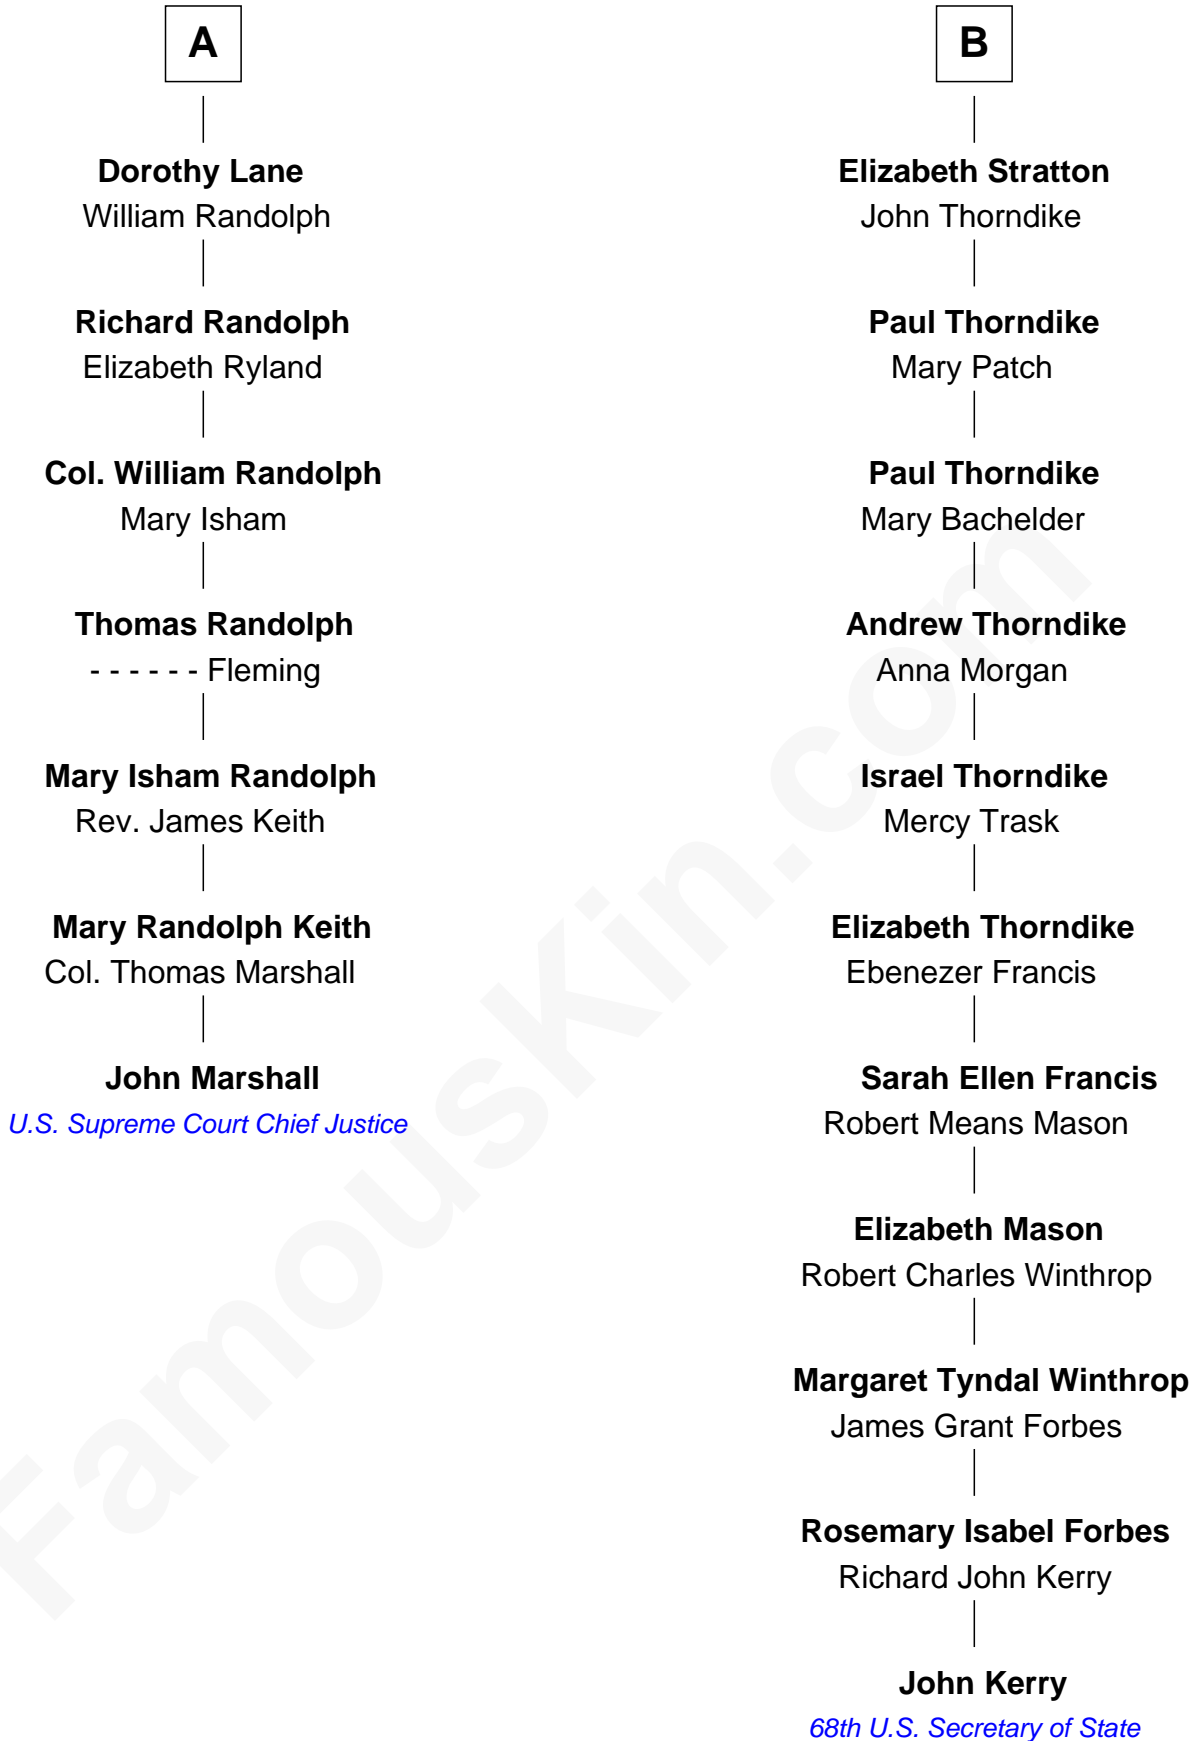 A
Dorothy Lane
William Randolph
Richard Randolph
Elizabeth Ryland
Col. William Randolph
Mary Isham
Thomas Randolph
- - - - - - Fleming
Mary Isham Randolph
Rev. James Keith
Mary Randolph Keith
Col. Thomas Marshall
John Marshall
U.S. Supreme Court Chief Justice
B
Elizabeth Stratton
John Thorndike
Paul Thorndike
Mary Patch
Paul Thorndike
Mary Bachelder
Andrew Thorndike
Anna Morgan
Israel Thorndike
Mercy Trask
Elizabeth Thorndike
Ebenezer Francis
Sarah Ellen Francis
Robert Means Mason
Elizabeth Mason
Robert Charles Winthrop
Margaret Tyndal Winthrop
James Grant Forbes
Rosemary Isabel Forbes
Richard John Kerry
John Kerry
68th U.S. Secretary of State
FamousKin.com